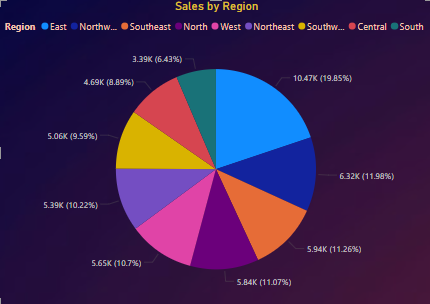 Sales by Region
Region East Northw... Southeast North West Northeast Southw... Central South
3.39K (6.43%)
10.47K (19.85%)
4.69K (8.89%)
5.06K (9.59%)
6.32K (11.98%)
5.39K (10.22%)
5.94K (11.26%)
5.65K (10.7%)
5.84K (11.07%)